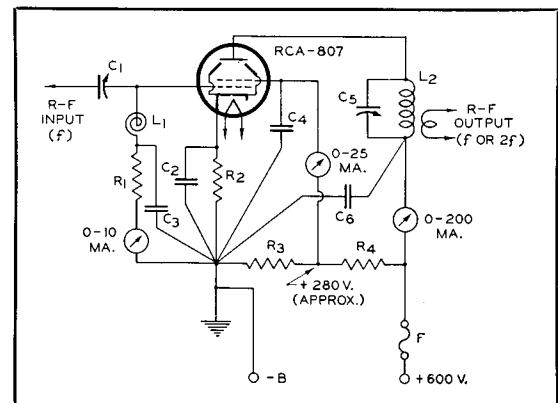 RCA-807
C1
R-F
INPUT (f)
L1
C2
C3
R1
R2
C4
0-10
MA.
0-25
MA.
C5
L2
R-F
OUTPUT
(f OR 2f)
C6
0-200
MA.
R3
R4
+ 280 V.
(APPROX.)
F
-B
+600 V.